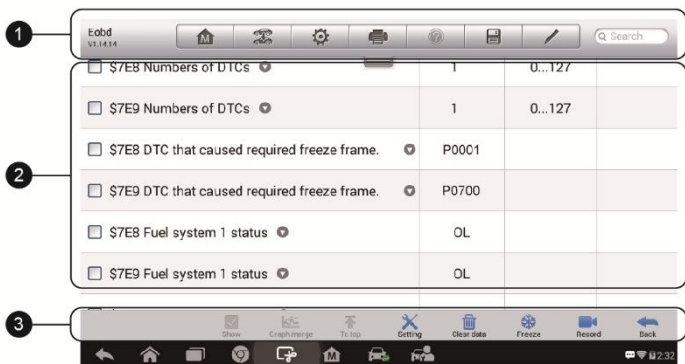 1
Eobd
V1.14.14
M
Search
2
$7E8 Numbers of DTCs 1 0...127
$7E9 Numbers of DTCs 1 0...127
$7E8 DTC that caused required freeze frame. P0001
$7E9 DTC that caused required freeze frame. P0700
$7E8 Fuel system 1 status OL
$7E9 Fuel system 1 status OL
3
Show Graph merge To top Setting Clear data Freeze Record Back
M 2:32